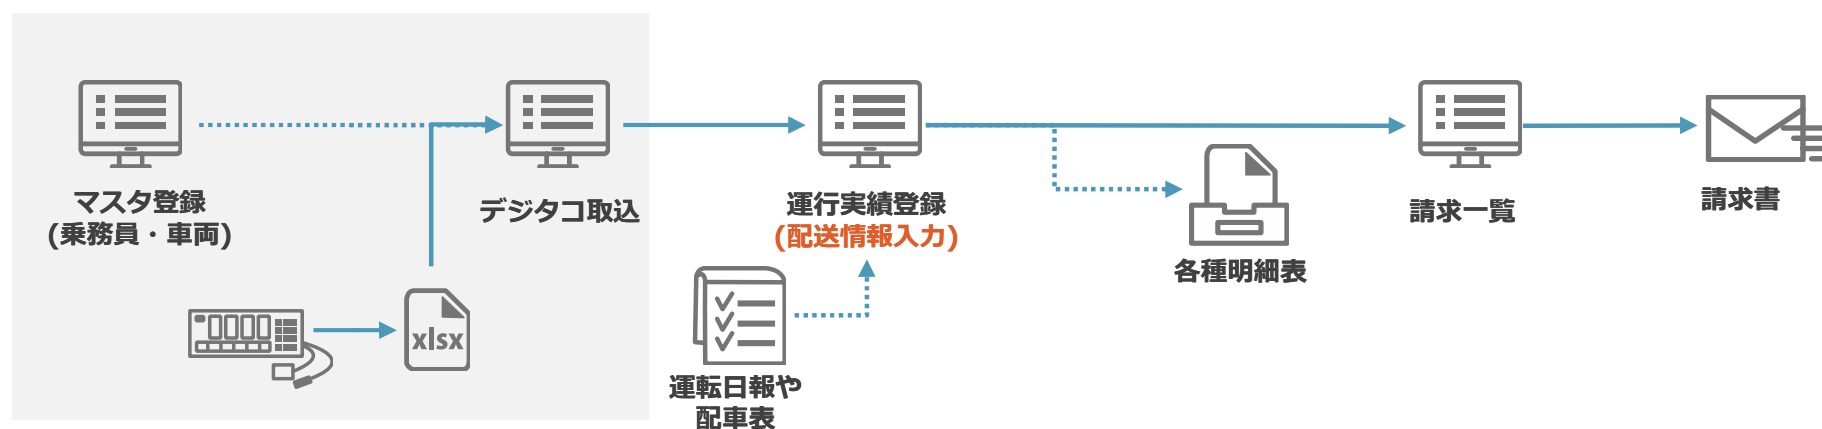 マスタ登録
(乗務員・車両)
xlsx
デジタコ取込
運行実績登録
(配送情報入力)
運転日報や
配車表
各種明細表
請求一覧
請求書